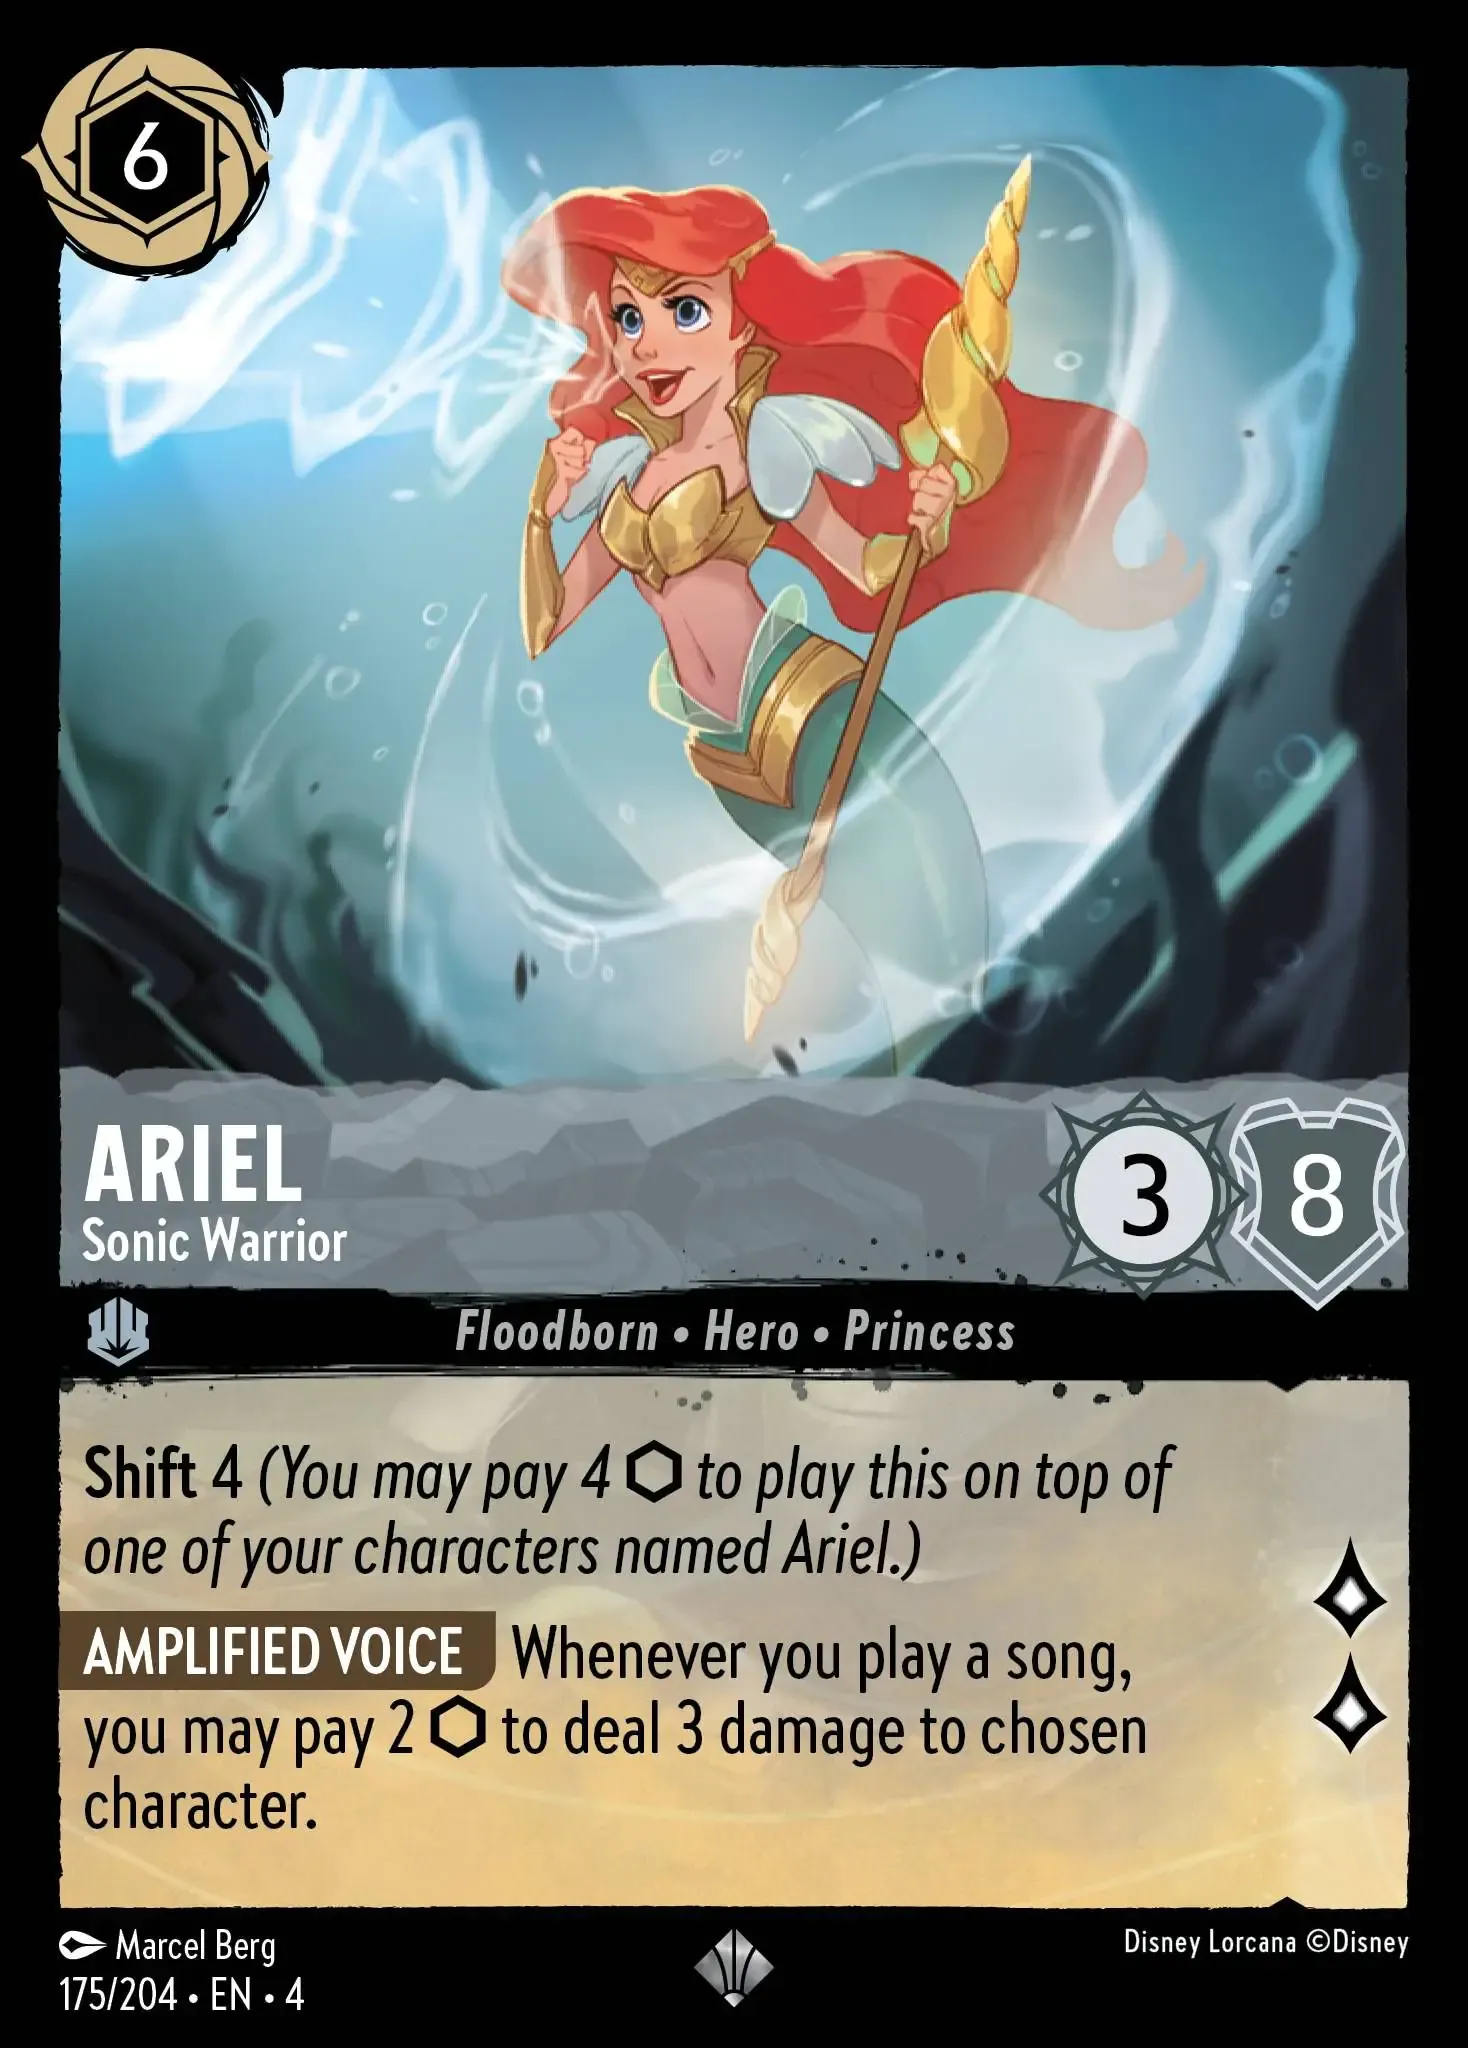 6
ARIEL
Sonic Warrior
3
8
Floodborn • Hero • Princess
Shift 4 (You may pay 4 ⬡ to play this on top of
one of your characters named Ariel.)
AMPLIFIED VOICE Whenever you play a song,
you may pay 2 ⬡ to deal 3 damage to chosen
character.
Marcel Berg
Disney Lorcana ©Disney
175/204 • EN • 4